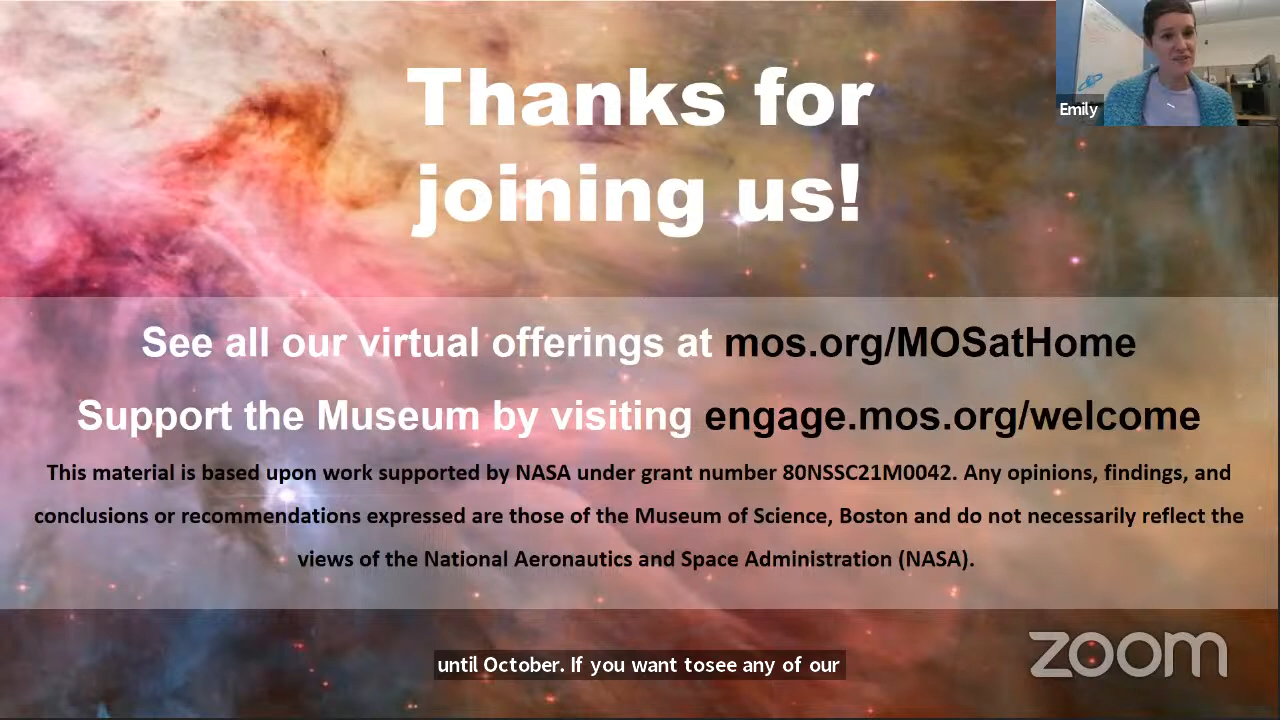 Thanks for
joining us!
Emily
See all our virtual offerings at mos.org/MOSatHome
Support the Museum by visiting engage.mos.org/welcome
This material is based upon work supported by NASA under grant number 80NSSC21M0042. Any opinions, findings, and
conclusions or recommendations expressed are those of the Museum of Science, Boston and do not necessarily reflect the
views of the National Aeronautics and Space Administration (NASA).
zoom
until October. If you want tosee any of our